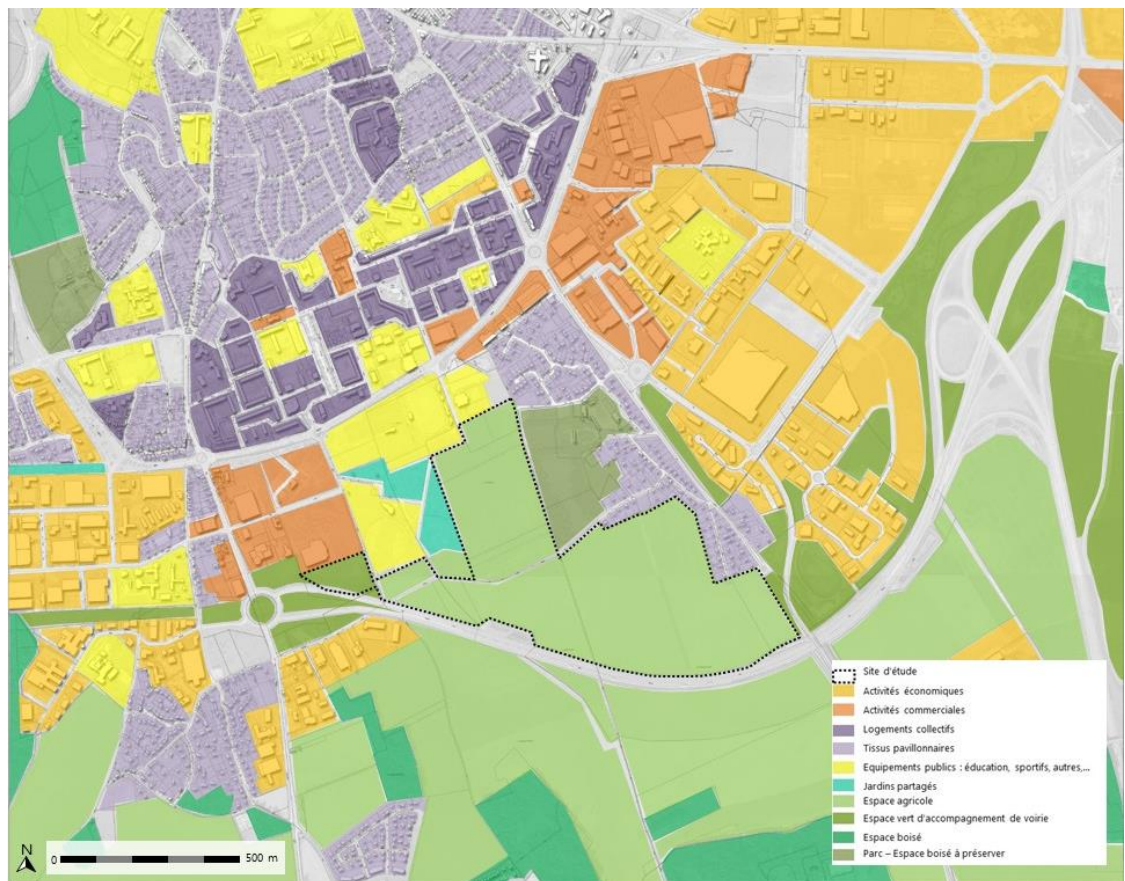 Site d'étude
Activités économiques
Activités commerciales
Logements collectifs
Tissus pavillonnaires
Equipements publics : éducation, sportifs, autres,...
Jardins partagés
Espace agricole
Espace vert d'accompagnement de voirie
Espace boisé
Parc – Espace boisé à préserver
N
0 500 m